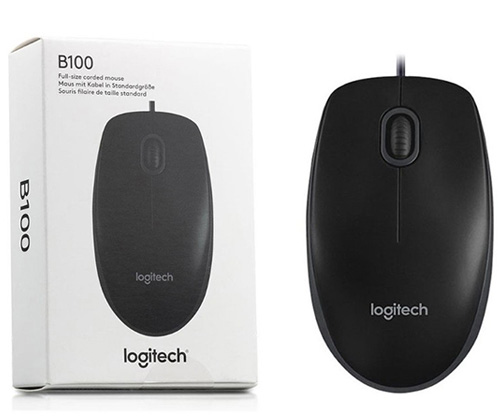 B100
Full-size corded mouse
Maus mit Kabel in Standardgröße
Souris filaire de taille standard
logitech
logitech
B100
logitech